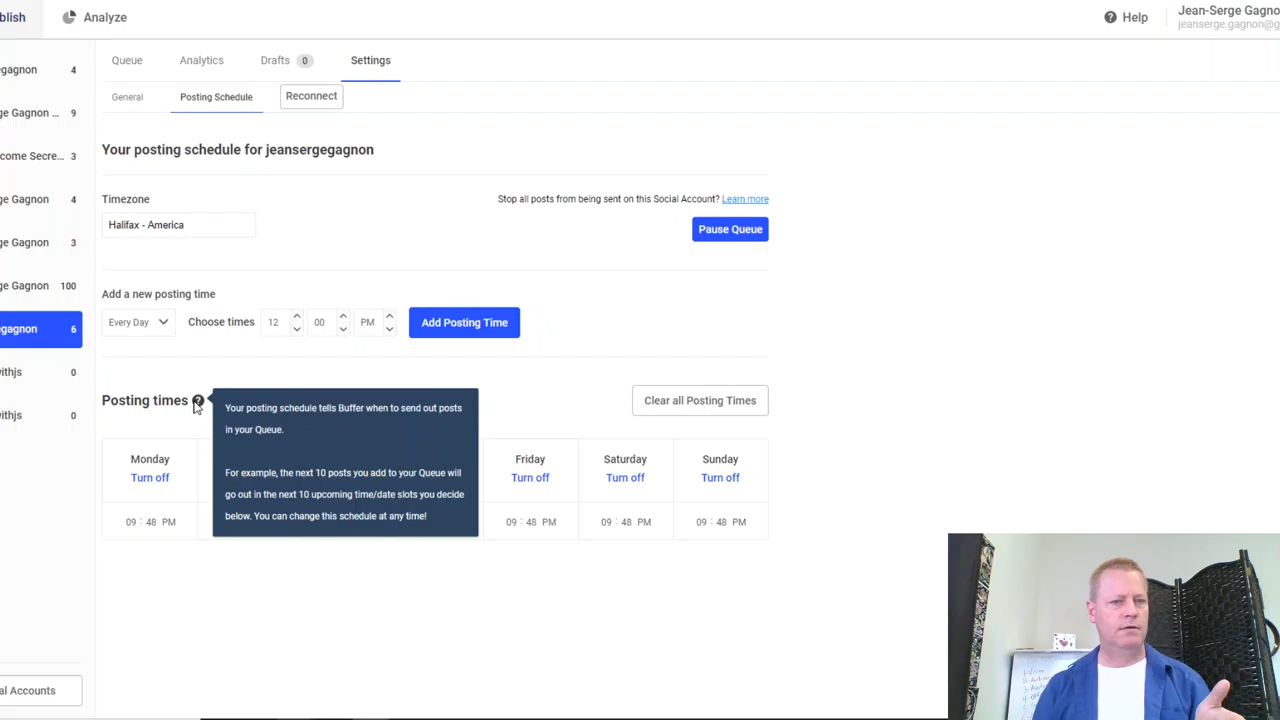 blish
Analyze
Help
Jean-Serge Gagno
jeanserge.gagnon@g
egagnon 4
rge Gagnon ... 9
come Secre... 3
rge Gagnon 4
rge Gagnon 3
rge Gagnon 100
egagnon 6
withjs 0
withjs 0
al Accounts
Queue
Analytics
Drafts 0
Settings
General
Posting Schedule
Reconnect
Your posting schedule for jeansergegagnon
Timezone
Halifax - America
Stop all posts from being sent on this Social Account? Learn more
Pause Queue
Add a new posting time
Every Day
Choose times
12
00
PM
Add Posting Time
Posting times ?
Your posting schedule tells Buffer when to send out posts
in your Queue.
For example, the next 10 posts you add to your Queue will
go out in the next 10 upcoming time/date slots you decide
below. You can change this schedule at any time!
Clear all Posting Times
Monday
Friday
Saturday
Sunday
Turn off
Turn off
Turn off
Turn off
09 : 48 PM
09 : 48 PM
09 : 48 PM
09 : 48 PM